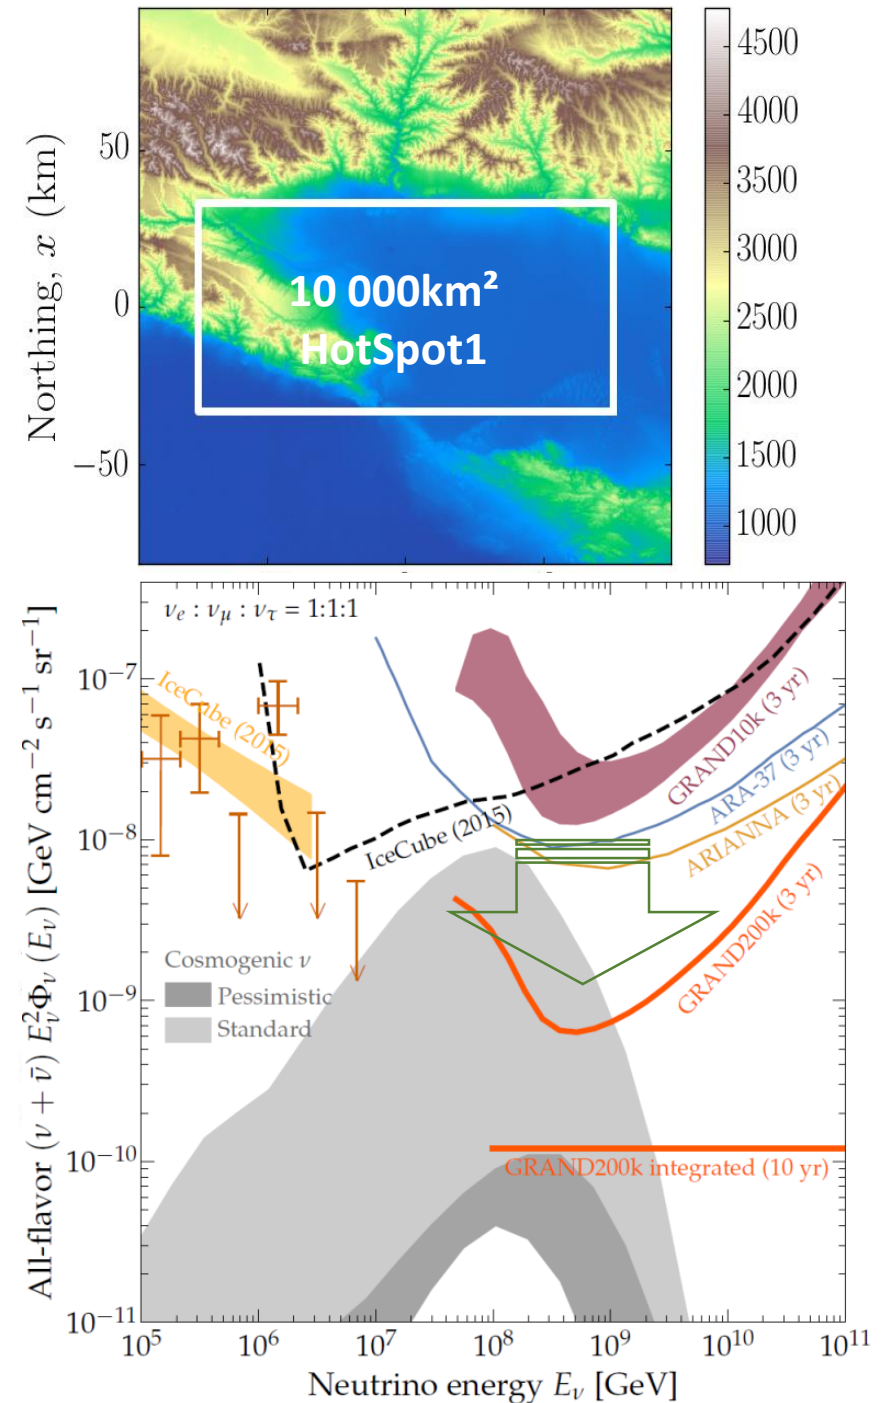 4500
4000
3500
3000
2500
2000
1500
1000
Northing, x (km)
50
0
−50
10 000km²
HotSpot1
νe : νμ : ντ = 1:1:1
All-flavor (ν + ν̄) Eν²Φν (Eν) [GeV cm⁻² s⁻¹ sr⁻¹]
10⁻⁷
10⁻⁸
10⁻⁹
10⁻¹⁰
10⁻¹¹
IceCube (2015)
IceCube (2015)
GRAND10k (3 yr)
ARA-37 (3 yr)
ARIANNA (3 yr)
GRAND200k (3 yr)
Cosmogenic ν
Pessimistic
Standard
GRAND200k integrated (10 yr)
10⁵ 10⁶ 10⁷ 10⁸ 10⁹ 10¹⁰ 10¹¹
Neutrino energy Eν [GeV]